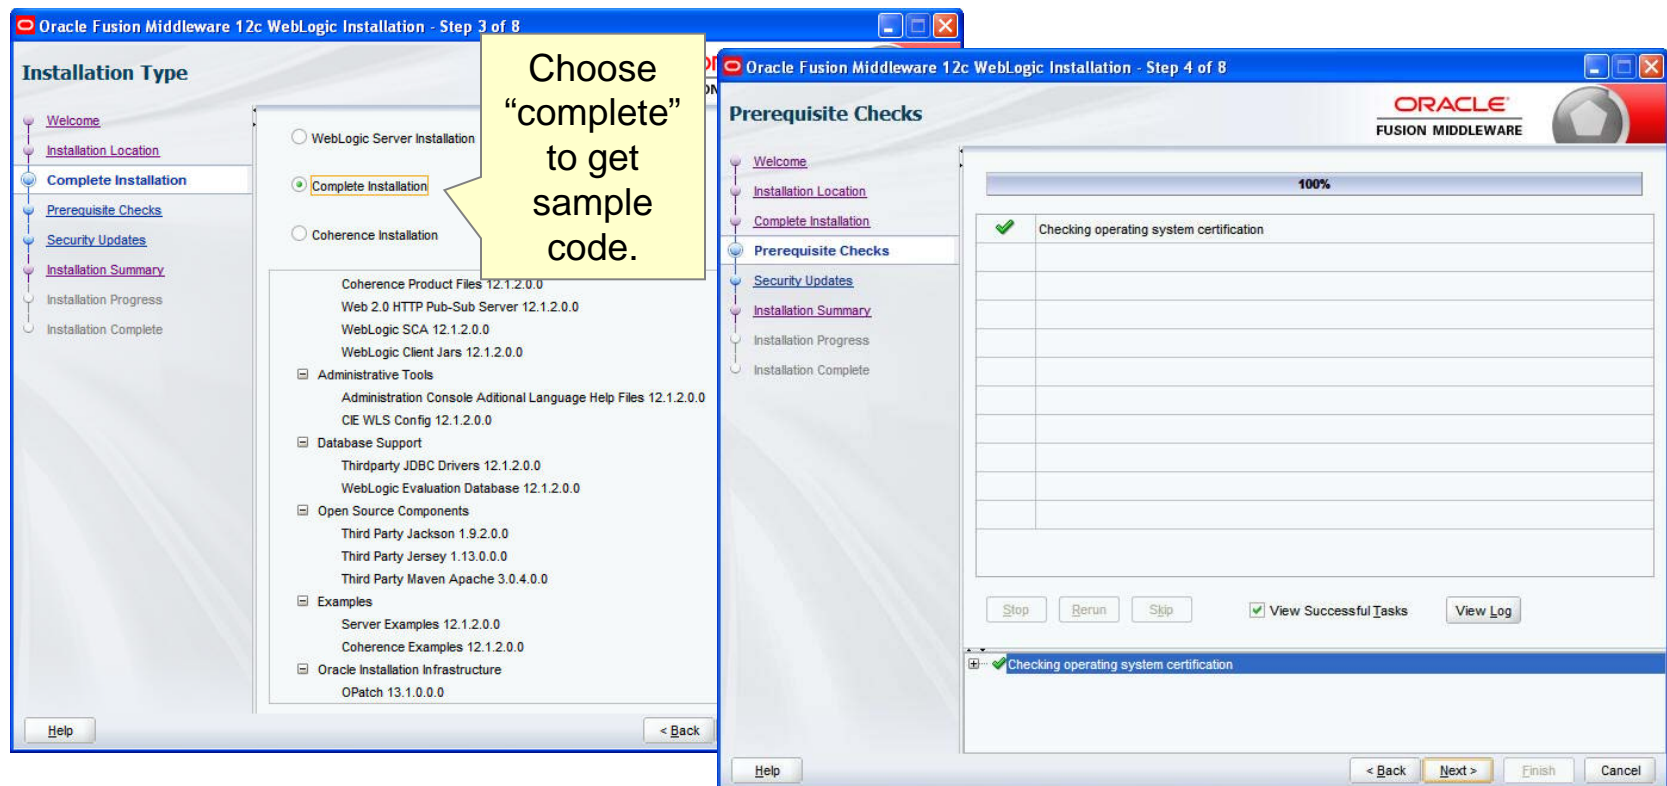 Oracle Fusion Middleware 12c WebLogic Installation - Step 3 of 8
Installation Type
Welcome
Installation Location
Complete Installation
Prerequisite Checks
Security Updates
Installation Summary
Installation Progress
Installation Complete
WebLogic Server Installation
Complete Installation
Coherence Installation
Choose
“complete”
to get
sample
code.
Coherence Product Files 12.1.2.0.0
Web 2.0 HTTP Pub-Sub Server 12.1.2.0.0
WebLogic SCA 12.1.2.0.0
WebLogic Client Jars 12.1.2.0.0
Administrative Tools
Administration Console Aditional Language Help Files 12.1.2.0.0
CIE WLS Config 12.1.2.0.0
Database Support
Thirdparty JDBC Drivers 12.1.2.0.0
WebLogic Evaluation Database 12.1.2.0.0
Open Source Components
Third Party Jackson 1.9.2.0.0
Third Party Jersey 1.13.0.0.0
Third Party Maven Apache 3.0.4.0.0
Examples
Server Examples 12.1.2.0.0
Coherence Examples 12.1.2.0.0
Oracle Installation Infrastructure
OPatch 13.1.0.0.0
Help
< Back
Oracle Fusion Middleware 12c WebLogic Installation - Step 4 of 8
Prerequisite Checks
ORACLE
FUSION MIDDLEWARE
Welcome
Installation Location
Complete Installation
Prerequisite Checks
Security Updates
Installation Summary
Installation Progress
Installation Complete
100%
Checking operating system certification
Stop
Rerun
Skip
View Successful Tasks
View Log
Checking operating system certification
Help
< Back
Next >
Finish
Cancel